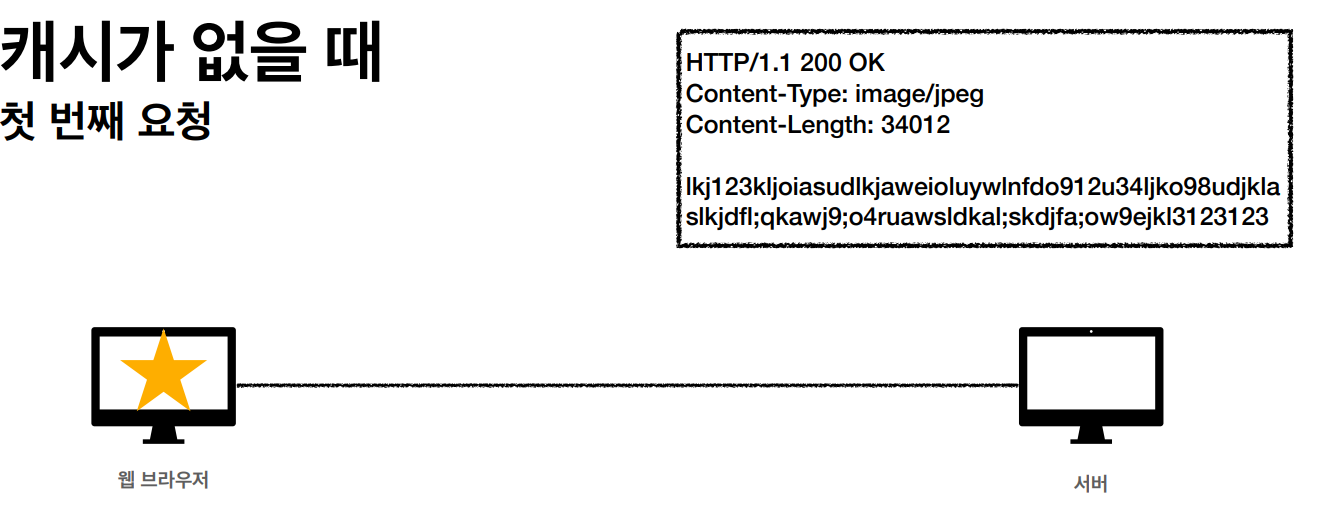 캐시가 없을 때
첫 번째 요청
HTTP/1.1 200 OK
Content-Type: image/jpeg
Content-Length: 34012
lkj123kljoiasudlkjaweioluywlnfdo912u34ljko98udjkla
slkjdfl;qkawj9;o4ruawsldkal;skdjfa;ow9ejkl3123123
웹 브라우저
서버